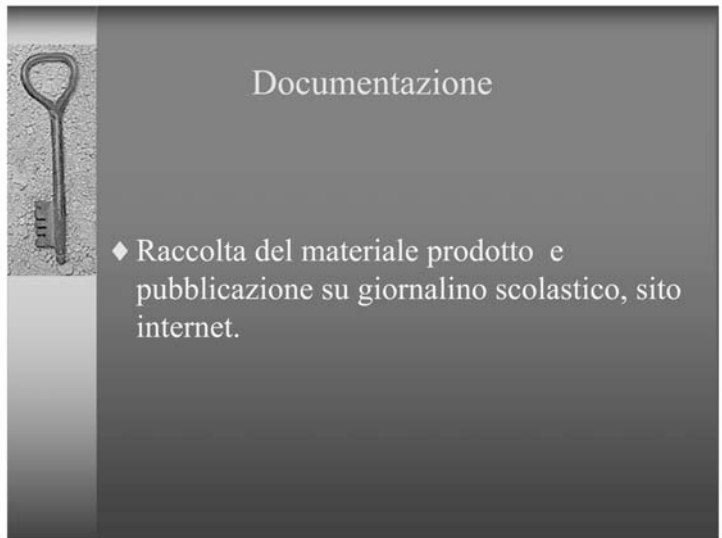 Documentazione
♦ Raccolta del materiale prodotto e
pubblicazione su giornalino scolastico, sito
internet.